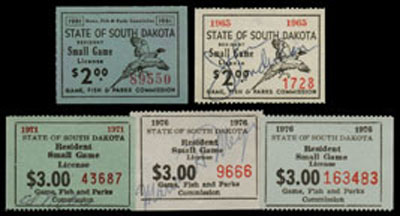 1961 Game, Fish & Parks Commission 1961
STATE OF SOUTH DAKOTA
RESIDENT
Small Game
License
$2.00
89550
GAME, FISH & PARKS COMMISSION
1965 1965
STATE OF SOUTH DAKOTA
RESIDENT
Small Game
License
$2.00
1728
GAME, FISH & PARKS COMMISSION
1971 1971
STATE OF SOUTH DAKOTA
Resident
Small Game
License
$3.00 43687
Game, Fish and Parks
Commission
1976 1976
STATE OF SOUTH DAKOTA
Resident
Small Game
License
$3.00 9666
Game, Fish and Parks
Commission
1976 1976
STATE OF SOUTH DAKOTA
Resident
Small Game
License
$3.00 163483
Game, Fish and Parks
Commission